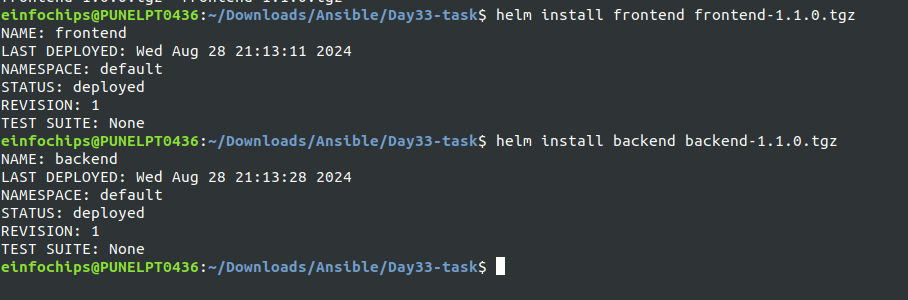 einfochips@PUNELPT0436:~/Downloads/Ansible/Day33-task$ helm install frontend frontend-1.1.0.tgz
NAME: frontend
LAST DEPLOYED: Wed Aug 28 21:13:11 2024
NAMESPACE: default
STATUS: deployed
REVISION: 1
TEST SUITE: None
einfochips@PUNELPT0436:~/Downloads/Ansible/Day33-task$ helm install backend backend-1.1.0.tgz
NAME: backend
LAST DEPLOYED: Wed Aug 28 21:13:28 2024
NAMESPACE: default
STATUS: deployed
REVISION: 1
TEST SUITE: None
einfochips@PUNELPT0436:~/Downloads/Ansible/Day33-task$